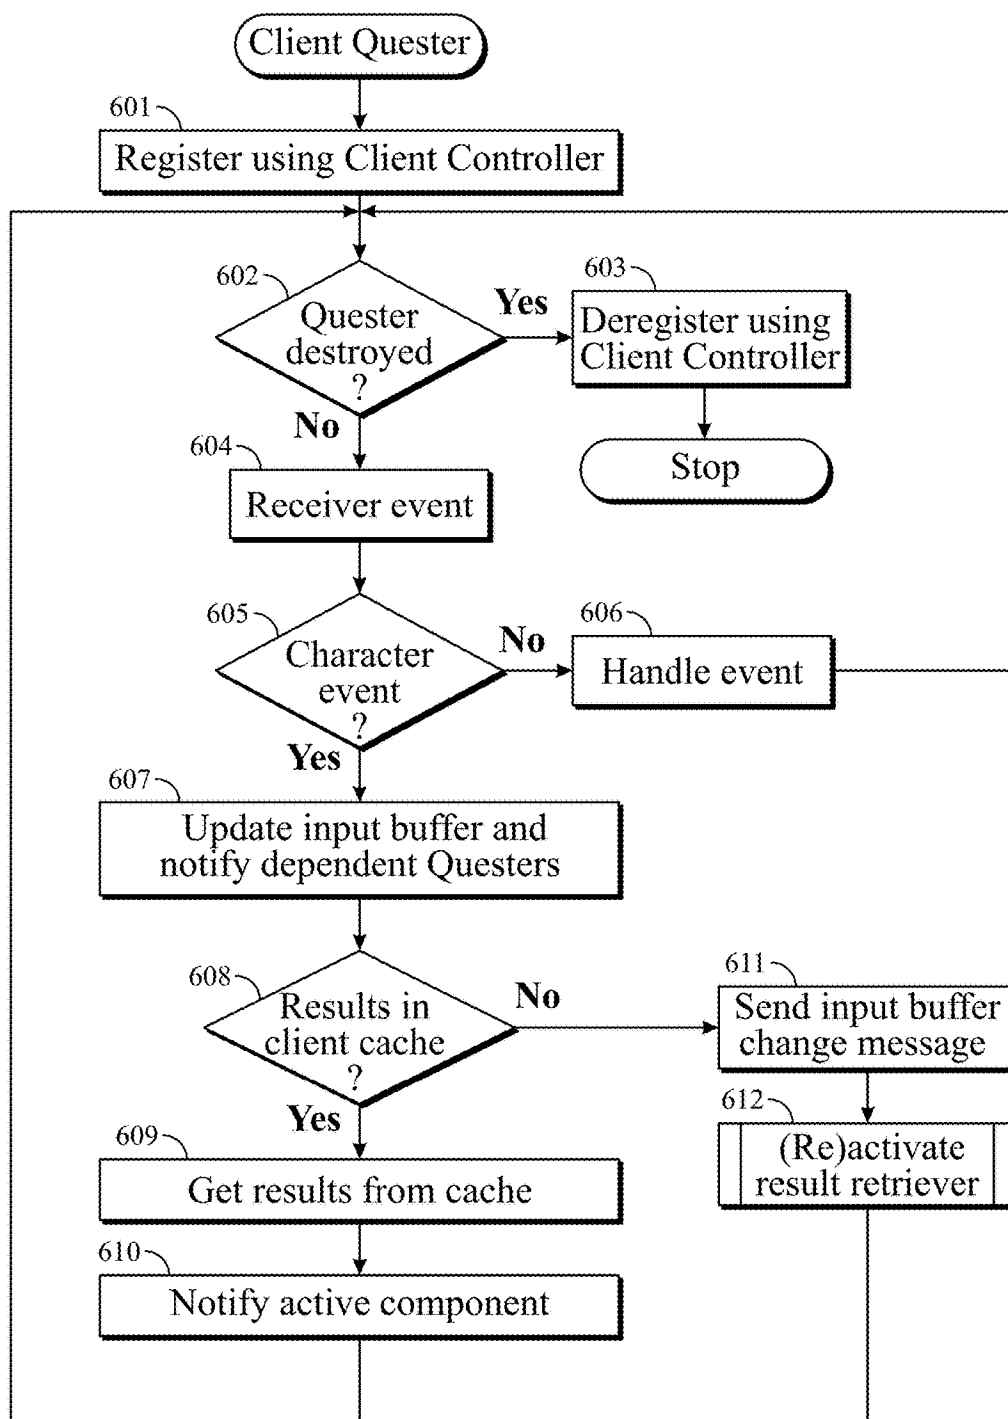 Client Quester
601
Register using Client Controller
602
Quester
destroyed
?
Yes
603
Deregister using
Client Controller
Stop
No
604
Receiver event
605
Character
event
?
No
606
Handle event
Yes
607
Update input buffer and
notify dependent Questers
608
Results in
client cache
?
No
611
Send input buffer
change message
612
(Re)activate
result retriever
Yes
609
Get results from cache
610
Notify active component